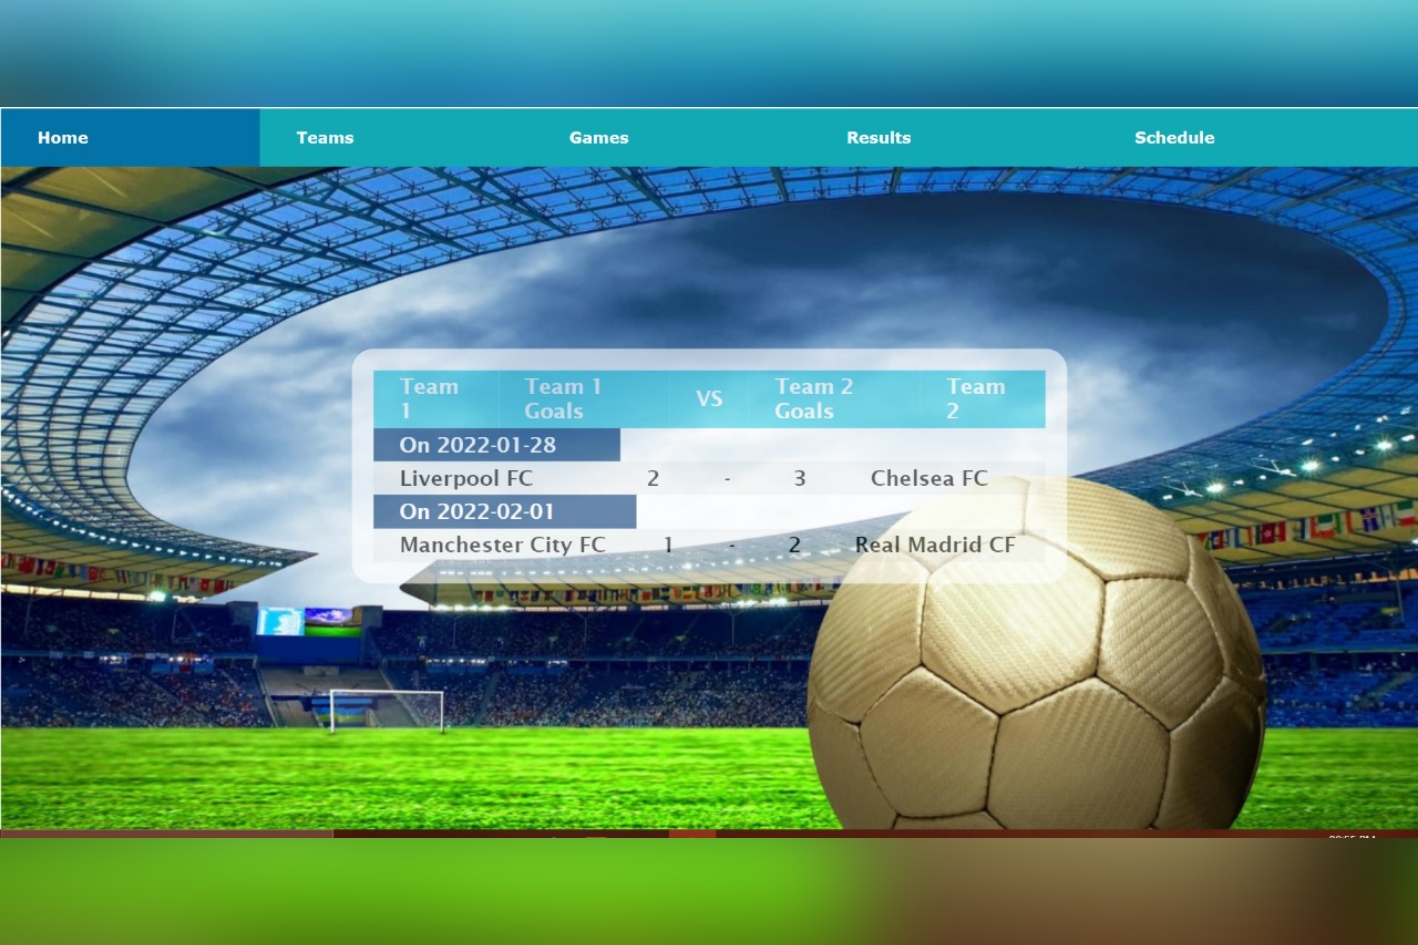 Home Teams Games Results Schedule
Team 1 Team 1 Goals VS Team 2 Goals Team 2
On 2022-01-28
Liverpool FC 2 - 3 Chelsea FC
On 2022-02-01
Manchester City FC 1 - 2 Real Madrid CF